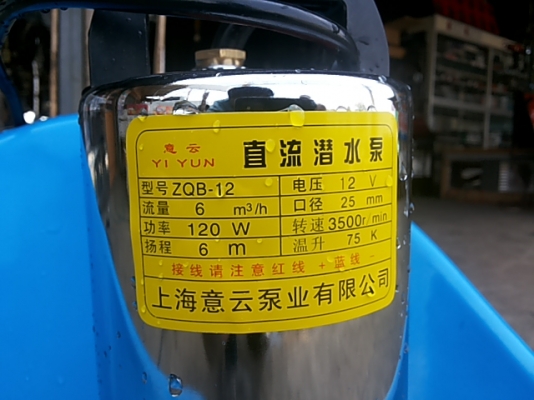 意云
YI YUN
直流潜水泵
型号 ZQB-12 电压 12 V
流量 6 m³/h 口径 25 mm
功率 120 W 转速 3500r/min
扬程 6 m 温升 75 K
接线请注意红线 + 蓝线 -
上海意云泵业有限公司